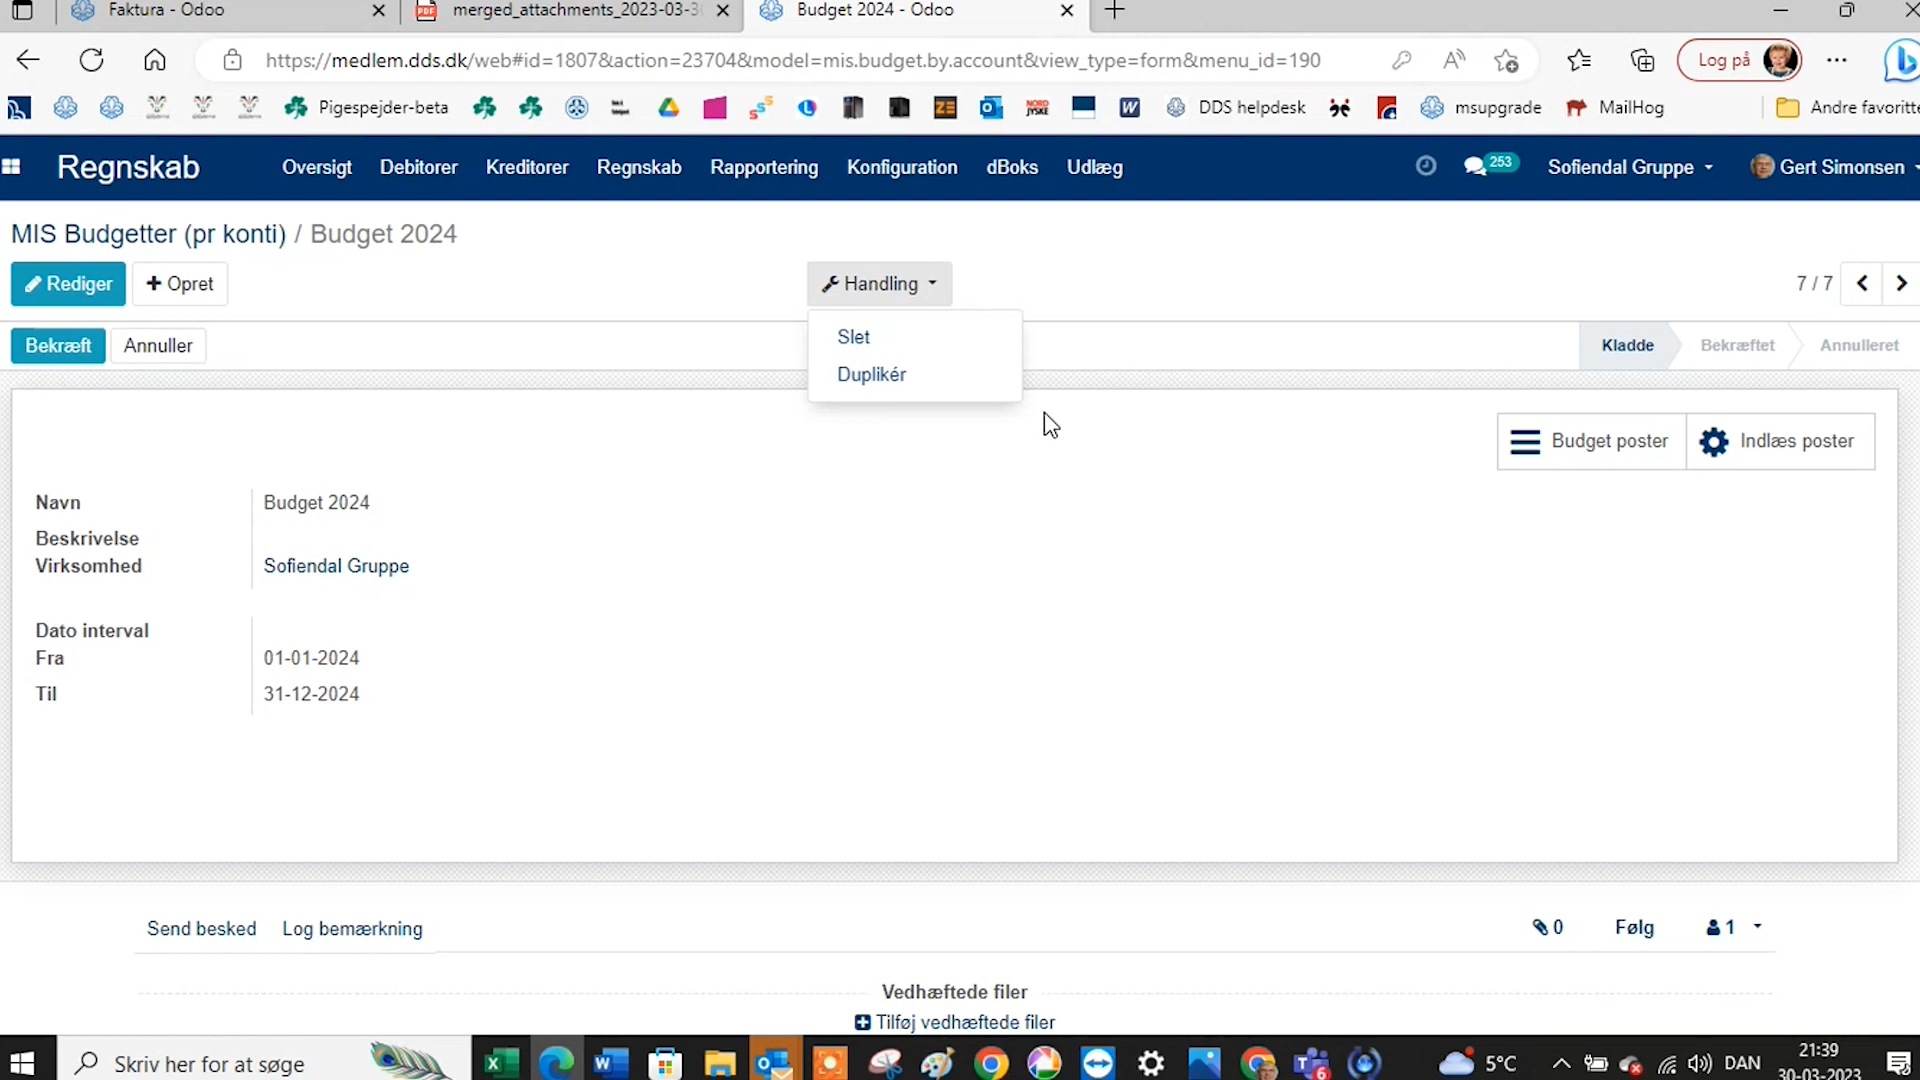 Faktura - Odoo
merged_attachments_2023-03-3
Budget 2024 - Odoo
https://medlem.dds.dk/web#id=1807&action=23704&model=mis.budget.by.account&view_type=form&menu_id=190
Log på
Pigespejder-beta
DDS helpdesk
msupgrade
MailHog
Andre favoritte
Regnskab
Oversigt
Debitorer
Kreditorer
Regnskab
Rapportering
Konfiguration
dBoks
Udlæg
253
Sofiendal Gruppe
Gert Simonsen
MIS Budgetter (pr konti) / Budget 2024
Rediger
+ Opret
Handling
7 / 7
Bekræft
Annuller
Slet
Duplikér
Kladde
Bekræftet
Annulleret
Budget poster
Indlæs poster
Navn
Budget 2024
Beskrivelse
Virksomhed
Sofiendal Gruppe
Dato interval
Fra
01-01-2024
Til
31-12-2024
Send besked
Log bemærkning
0
Følg
1
Vedhæftede filer
Tilføj vedhæftede filer
Skriv her for at søge
5°C
DAN
21:39
30-03-2023